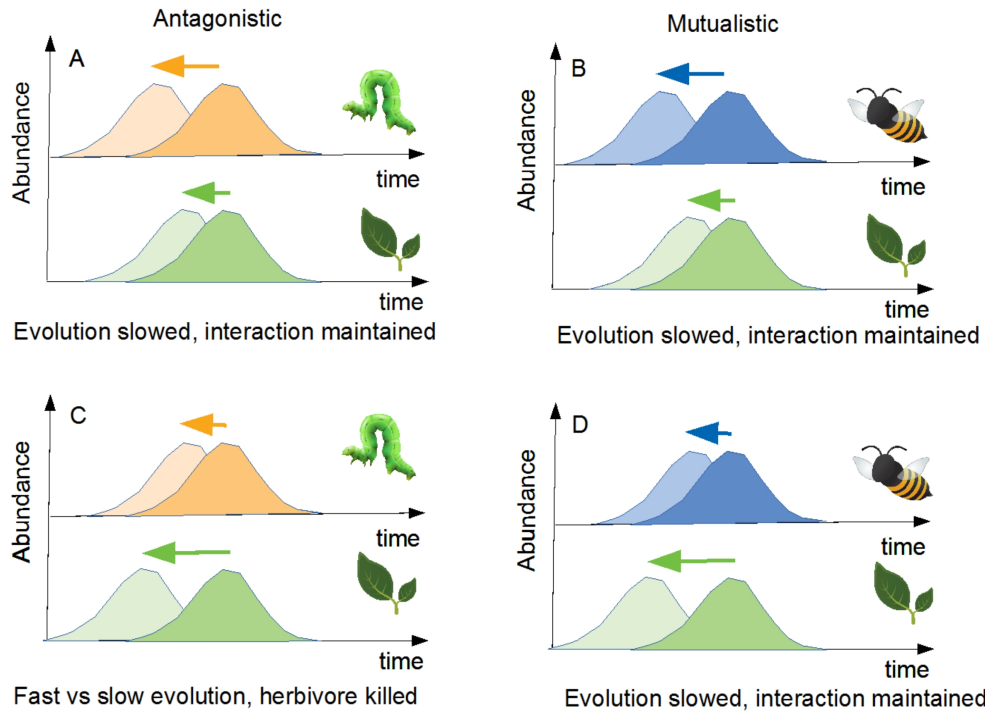 Antagonistic
Mutualistic
A
Abundance
time
time
Evolution slowed, interaction maintained
B
Abundance
time
time
Evolution slowed, interaction maintained
C
Abundance
time
time
Fast vs slow evolution, herbivore killed
D
Abundance
time
time
Evolution slowed, interaction maintained